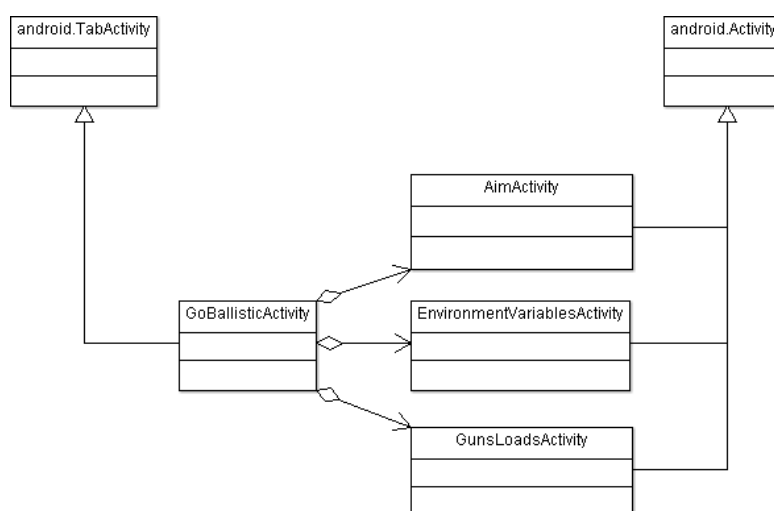 android.TabActivity
android.Activity
AimActivity
GoBallisticActivity
EnvironmentVariablesActivity
GunsLoadsActivity